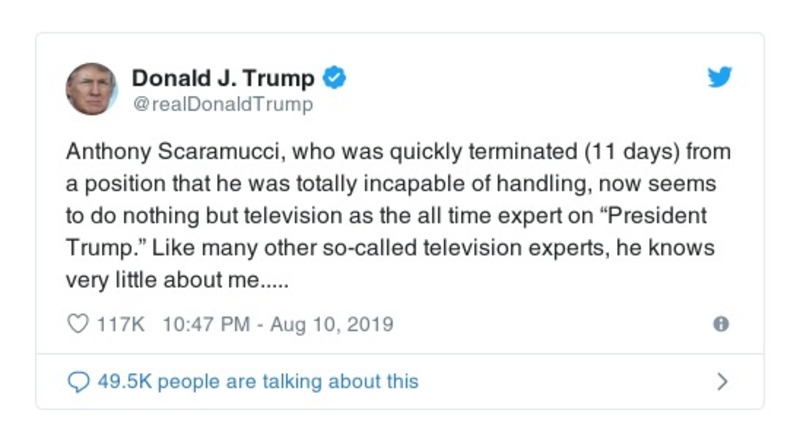 Donald J. Trump
@realDonaldTrump
Anthony Scaramucci, who was quickly terminated (11 days) from
a position that he was totally incapable of handling, now seems
to do nothing but television as the all time expert on “President
Trump.” Like many other so-called television experts, he knows
very little about me.....
117K 10:47 PM - Aug 10, 2019
49.5K people are talking about this